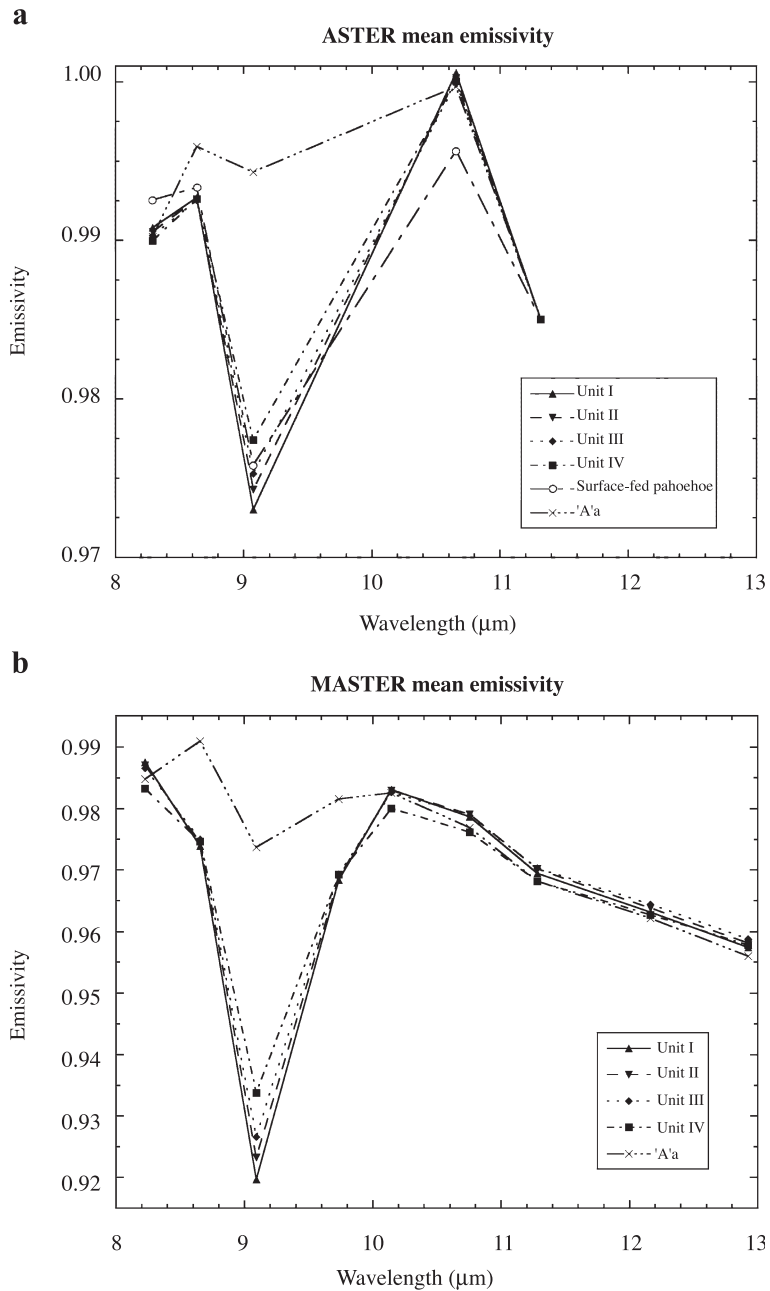 a
ASTER mean emissivity
1.00
0.99
0.98
0.97
Emissivity
8 9 10 11 12 13
Wavelength (μm)
Unit I
Unit II
Unit III
Unit IV
Surface-fed pahoehoe
'A'a
b
MASTER mean emissivity
0.99
0.98
0.97
0.96
0.95
0.94
0.93
0.92
Emissivity
8 9 10 11 12 13
Wavelength (μm)
Unit I
Unit II
Unit III
Unit IV
'A'a